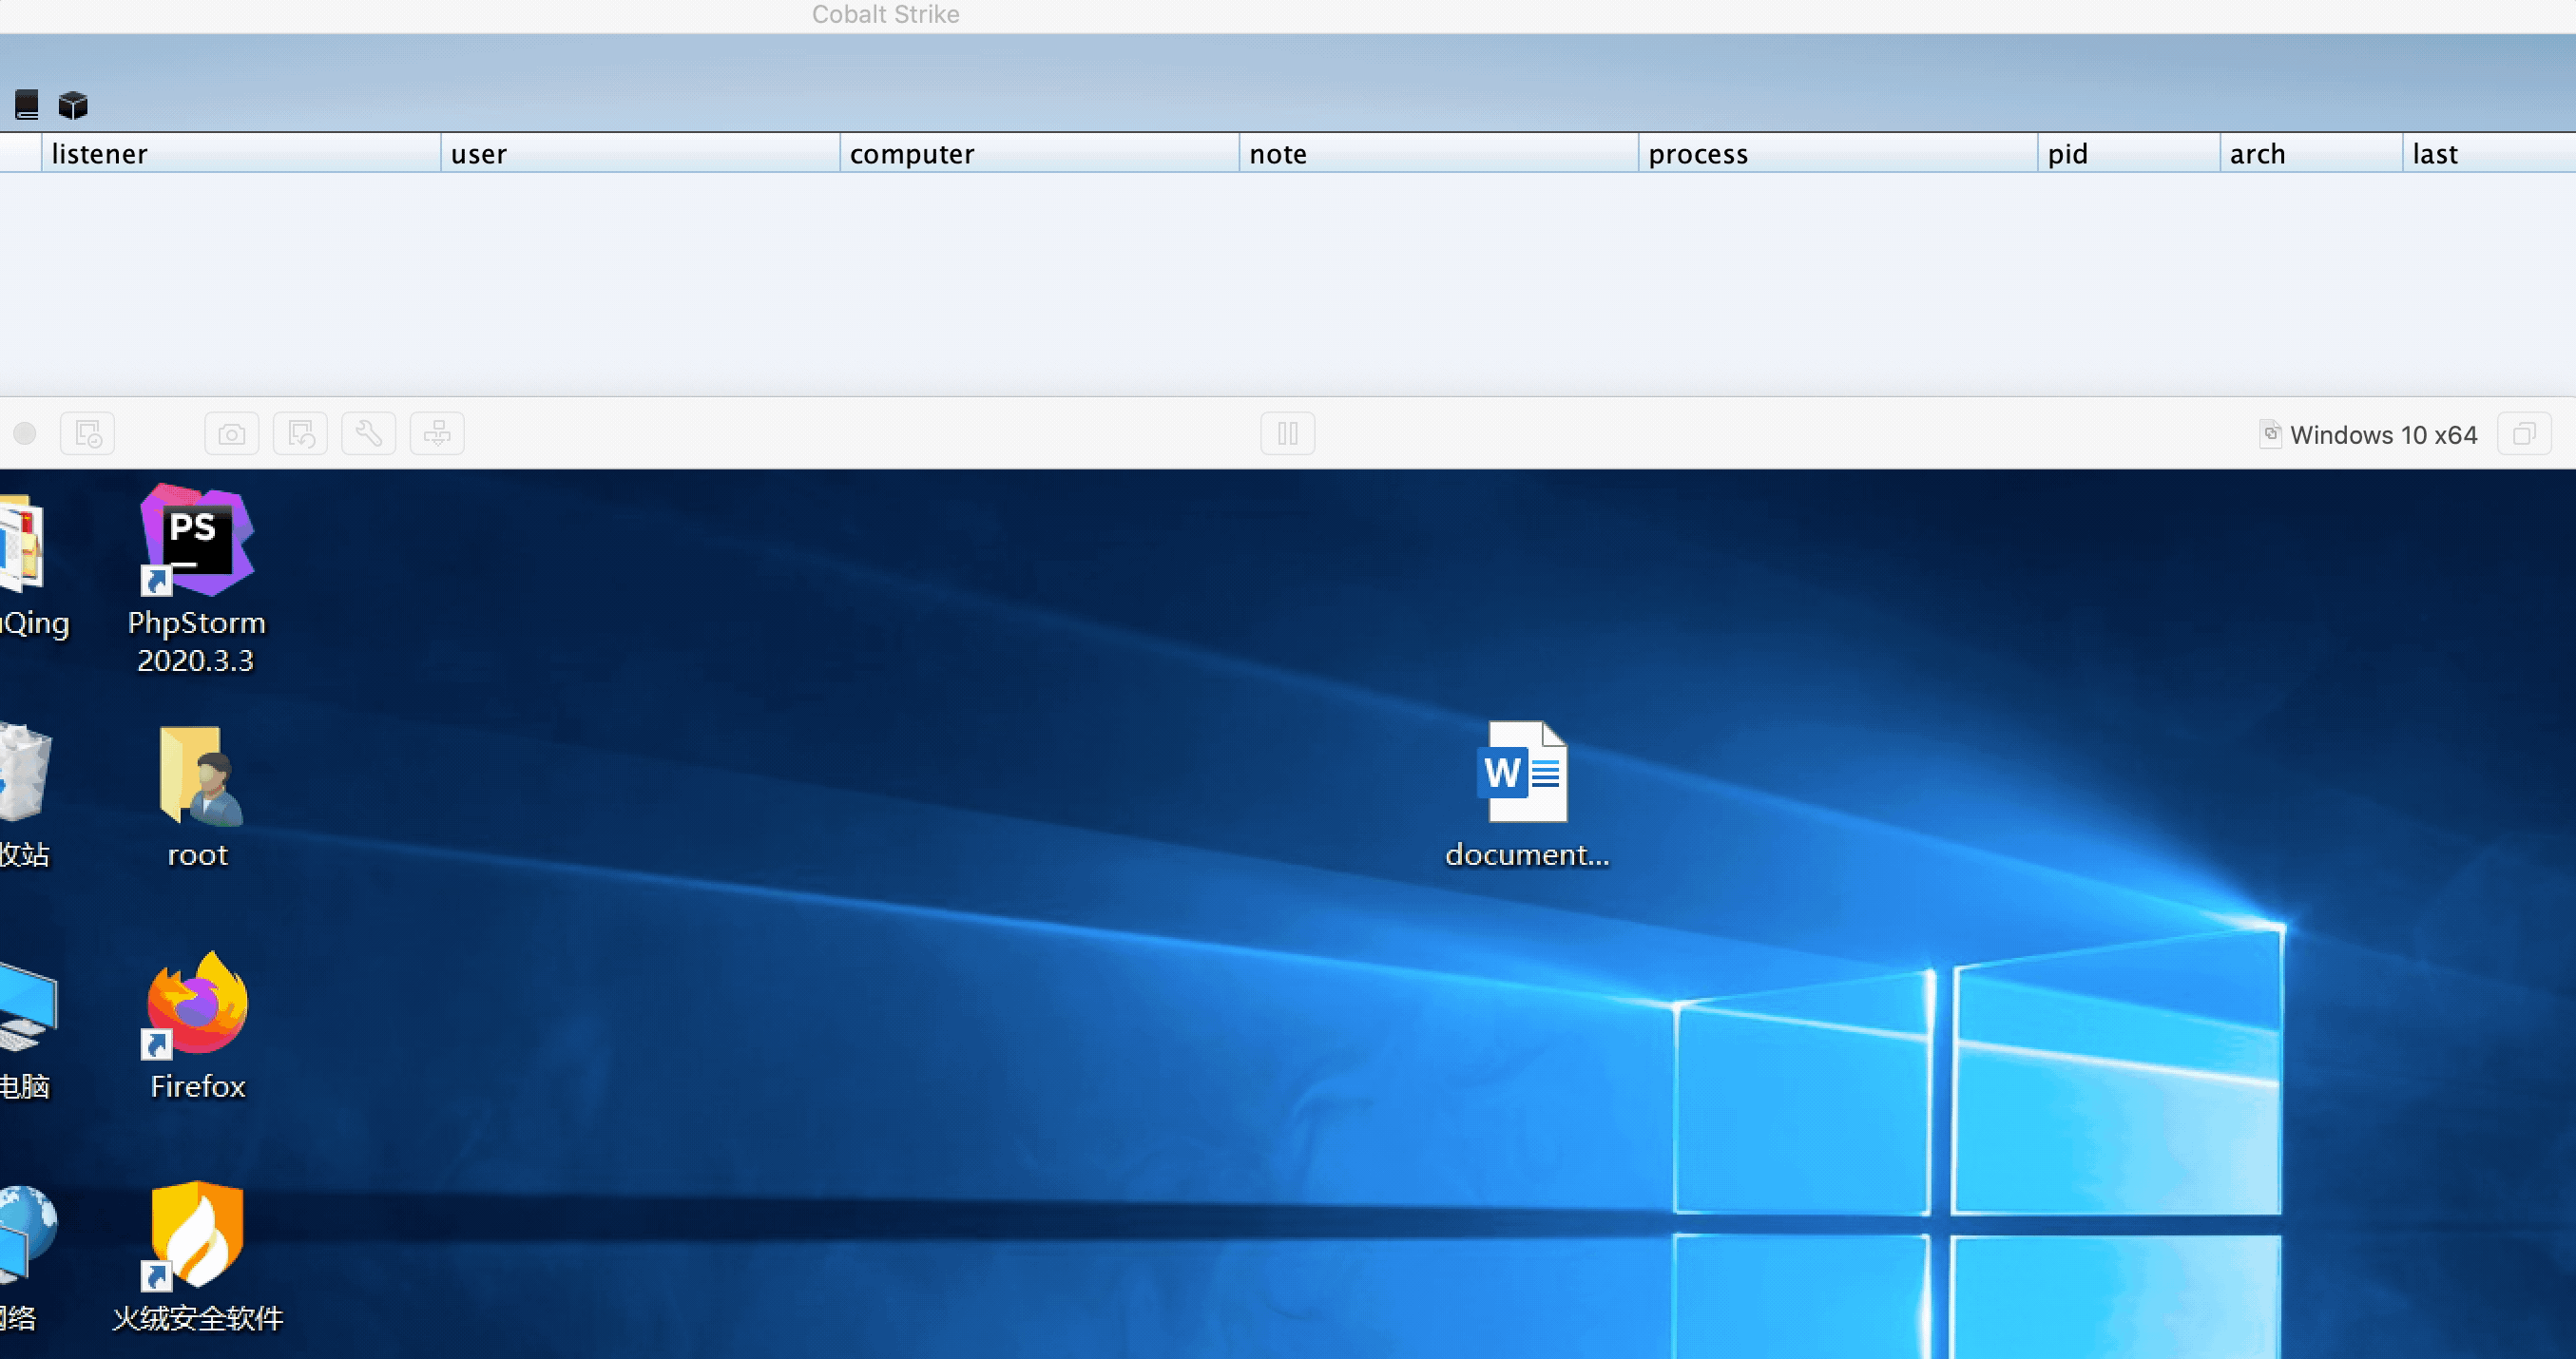 Cobalt Strike
listener user computer note process pid arch last
Windows 10 x64
PS
Qing
PhpStorm
2020.3.3
W
收站
root
document...
电脑
Firefox
络
火绒安全软件